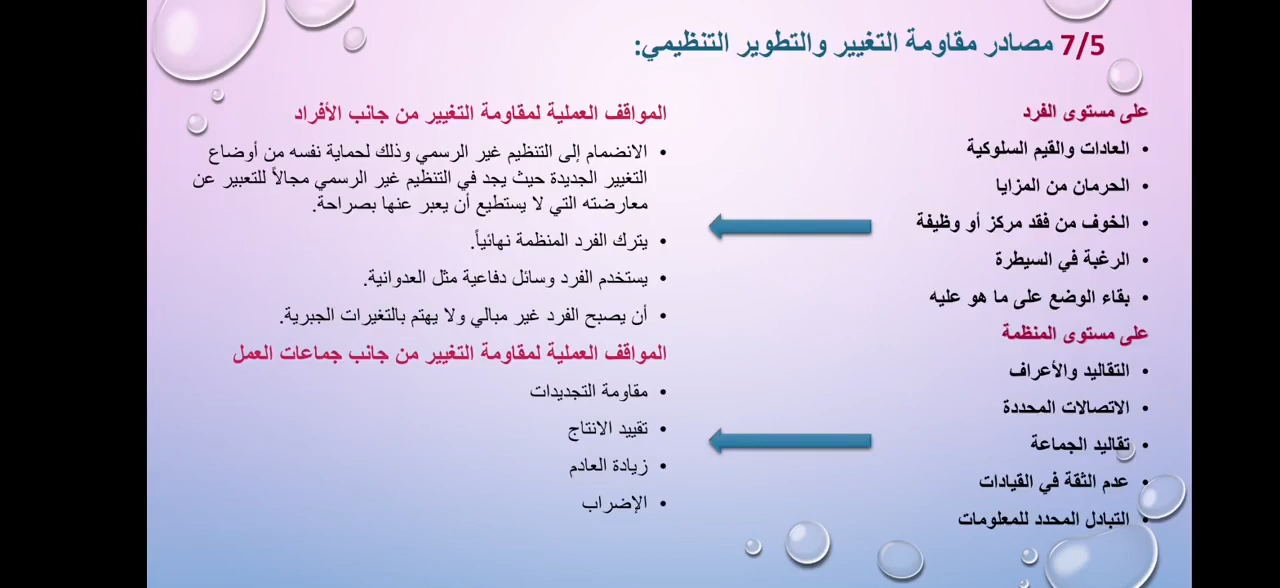 7/5 مصادر مقاومة التغيير والتطوير التنظيمي:
على مستوى الفرد
• العادات والقيم السلوكية
• الحرمان من المزايا
• الخوف من فقد مركز أو وظيفة
• الرغبة في السيطرة
• بقاء الوضع على ما هو عليه
على مستوى المنظمة
• التقاليد والأعراف
• الاتصالات المحددة
• تقاليد الجماعة
• عدم الثقة في القيادات
• التبادل المحدد للمعلومات
المواقف العملية لمقاومة التغيير من جانب الأفراد
• الانضمام إلى التنظيم غير الرسمي وذلك لحماية نفسه من أوضاع
التغيير الجديدة حيث يجد في التنظيم غير الرسمي مجالاً للتعبير عن
معارضته التي لا يستطيع أن يعبر عنها بصراحة.
• يترك الفرد المنظمة نهائياً.
• يستخدم الفرد وسائل دفاعية مثل العدوانية.
• أن يصبح الفرد غير مبالي ولا يهتم بالتغيرات الجبرية.
المواقف العملية لمقاومة التغيير من جانب جماعات العمل
• مقاومة التجديدات
• تقييد الانتاج
• زيادة العادم
• الإضراب